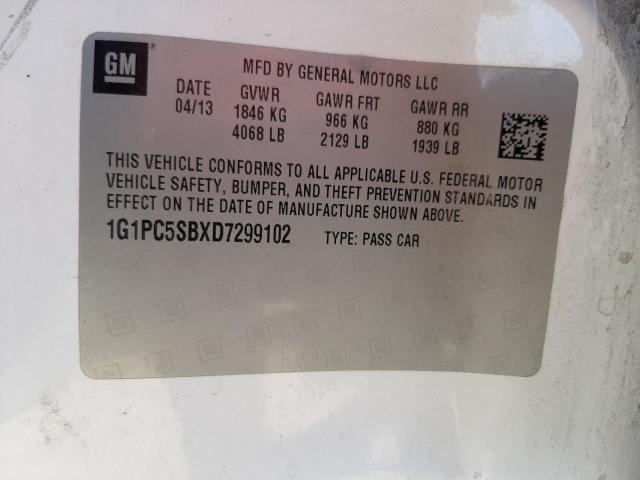 GM
MFD BY GENERAL MOTORS LLC
DATE GVWR GAWR FRT GAWR RR
04/13 1846 KG 966 KG 880 KG
4068 LB 2129 LB 1939 LB
THIS VEHICLE CONFORMS TO ALL APPLICABLE U.S. FEDERAL MOTOR
VEHICLE SAFETY, BUMPER, AND THEFT PREVENTION STANDARDS IN
EFFECT ON THE DATE OF MANUFACTURE SHOWN ABOVE.
1G1PC5SBXD7299102 TYPE: PASS CAR